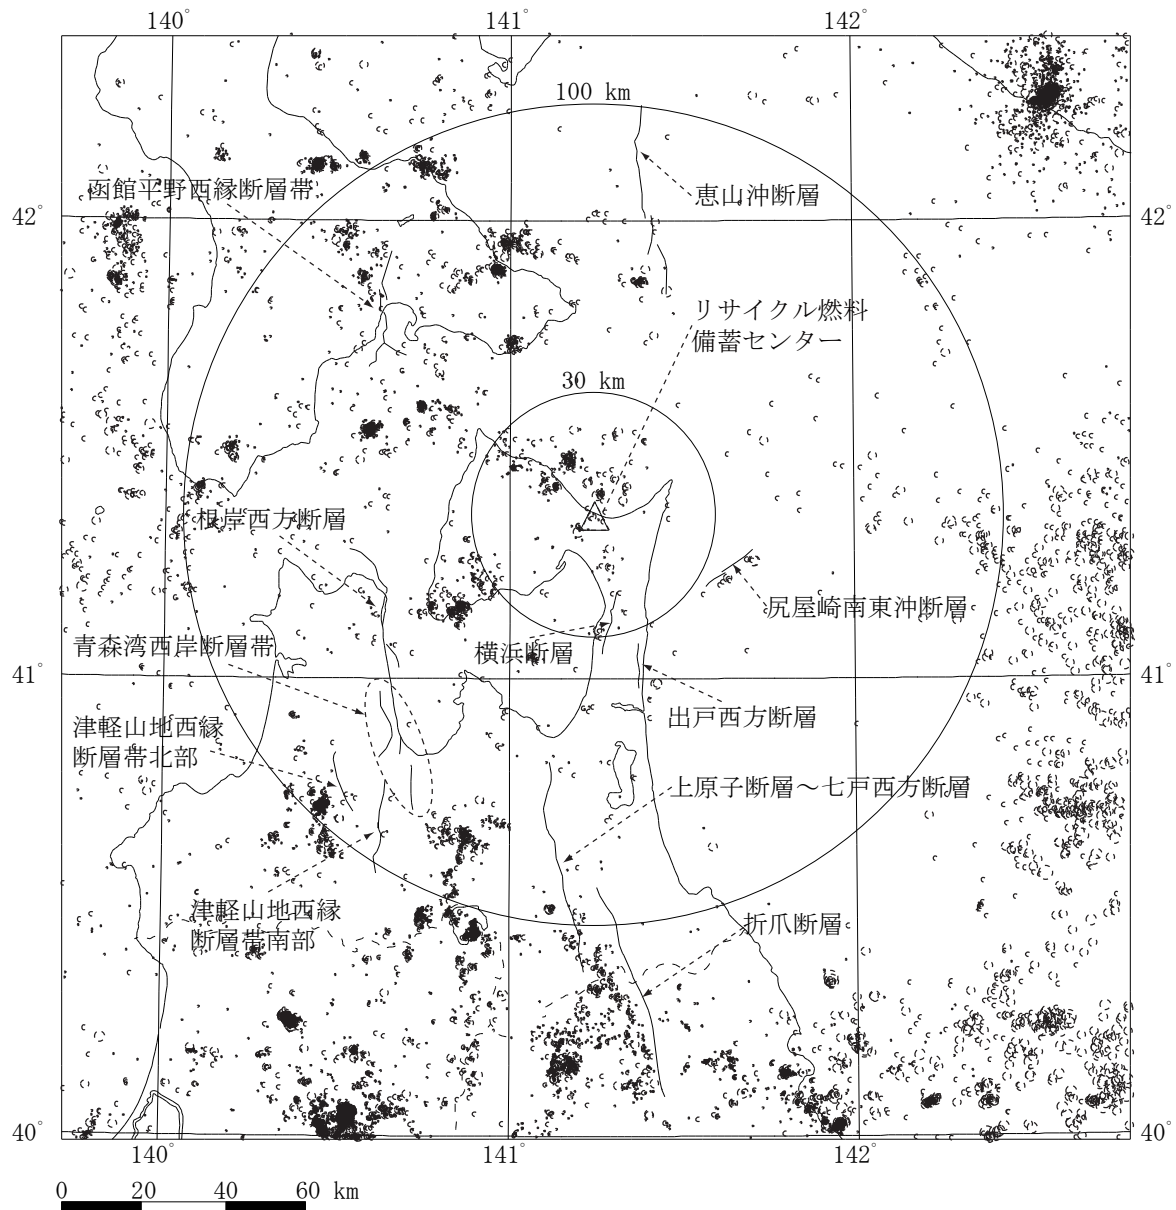 140° 141° 142°
100 km
函館平野西縁断層帯
恵山沖断層
42° 42°
リサイクル燃料
備蓄センター
30 km
根岸西方断層
尻屋崎南東沖断層
青森湾西岸断層帯
横浜断層
41° 41°
出戸西方断層
津軽山地西縁
断層帯北部
上原子断層~七戸西方断層
津軽山地西縁
断層帯南部
折爪断層
40° 40°
140° 141° 142°
0 20 40 60 km